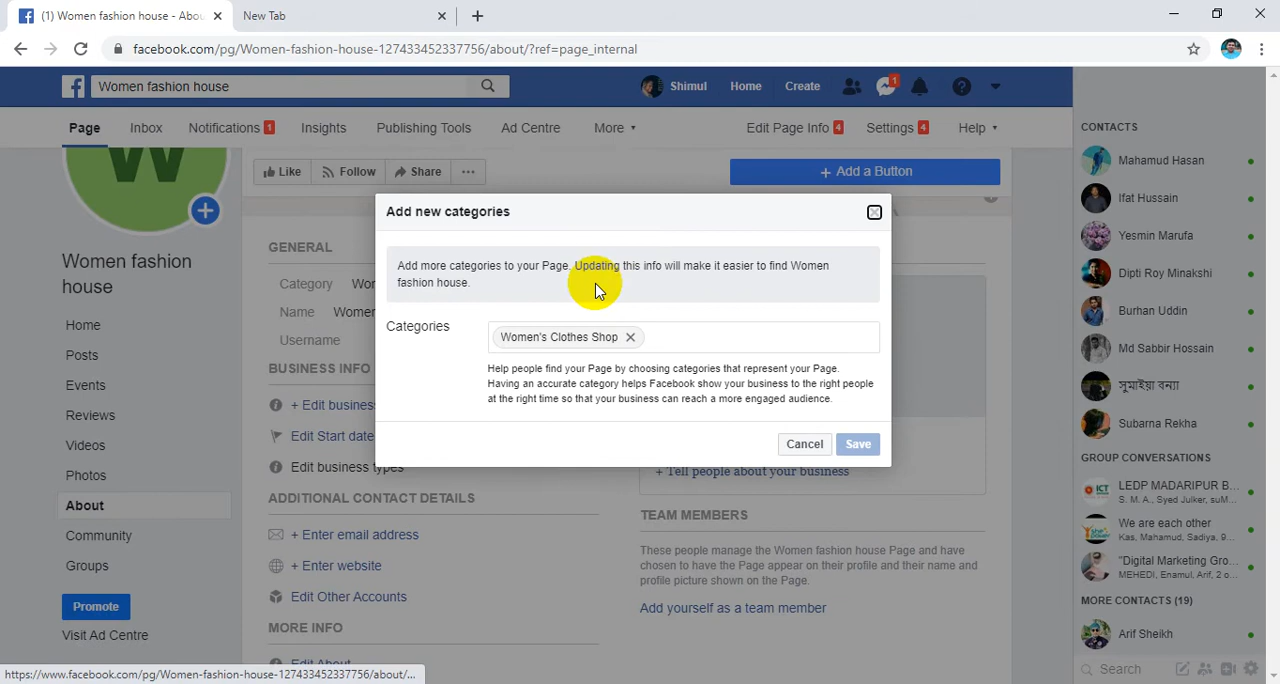 (1) Women fashion house - Abou
New Tab
facebook.com/pg/Women-fashion-house-127433452337756/about/?ref=page_internal
Women fashion house
Shimul Home Create 1
Page Inbox Notifications 1 Insights Publishing Tools Ad Centre More Edit Page Info 4 Settings 4 Help
W
Like Follow Share ... + Add a Button
Women fashion
house
Home
Posts
Events
Reviews
Videos
Photos
About
Community
Groups
Promote
Visit Ad Centre
GENERAL
Category
Name
Username
BUSINESS INFO
+ Edit business
Edit Start date
Edit business types
ADDITIONAL CONTACT DETAILS
+ Enter email address
+ Enter website
Edit Other Accounts
MORE INFO
Edit About
Add new categories
Add more categories to your Page. Updating this info will make it easier to find Women
fashion house.
Categories
Women's Clothes Shop
Help people find your Page by choosing categories that represent your Page.
Having an accurate category helps Facebook show your business to the right people
at the right time so that your business can reach a more engaged audience.
Cancel Save
+ Tell people about your business
TEAM MEMBERS
These people manage the Women fashion house Page and have
chosen to have the Page appear on their profile and their name and
profile picture shown on the Page.
Add yourself as a team member
CONTACTS
Mahamud Hasan
Ifat Hussain
Yesmin Marufa
Dipti Roy Minakshi
Burhan Uddin
Md Sabbir Hossain
সুমাইয়া বন্যা
Subarna Rekha
GROUP CONVERSATIONS
LEDP MADARIPUR B...
S. M. A., Syed Julker, suM...
We are each other
Kas, Mahamud, Sadiya, 9...
"Digital Marketing Gro...
MEHEDI, Enamul, Arif, 2 o...
MORE CONTACTS (19)
Arif Sheikh
Search
https://www.facebook.com/pg/Women-fashion-house-127433452337756/about/...